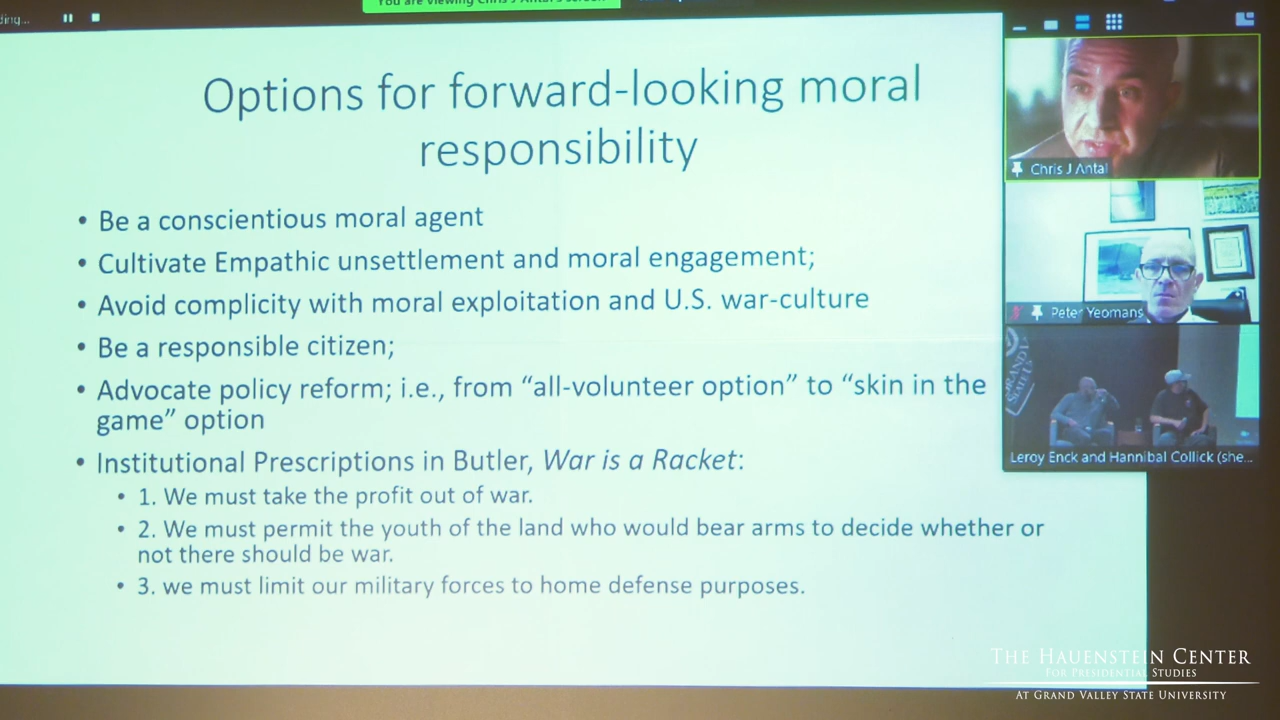 ding...
You are viewing Chris J Antal's screen
Options for forward-looking moral
responsibility
• Be a conscientious moral agent
• Cultivate Empathic unsettlement and moral engagement;
• Avoid complicity with moral exploitation and U.S. war-culture
• Be a responsible citizen;
• Advocate policy reform; i.e., from “all-volunteer option” to “skin in the
game” option
• Institutional Prescriptions in Butler, War is a Racket:
• 1. We must take the profit out of war.
• 2. We must permit the youth of the land who would bear arms to decide whether or
not there should be war.
• 3. we must limit our military forces to home defense purposes.
Chris J Antal
Peter Yeomans
Leroy Enck and Hannibal Collick (she...
THE HAUENSTEIN CENTER
FOR PRESIDENTIAL STUDIES
AT GRAND VALLEY STATE UNIVERSITY